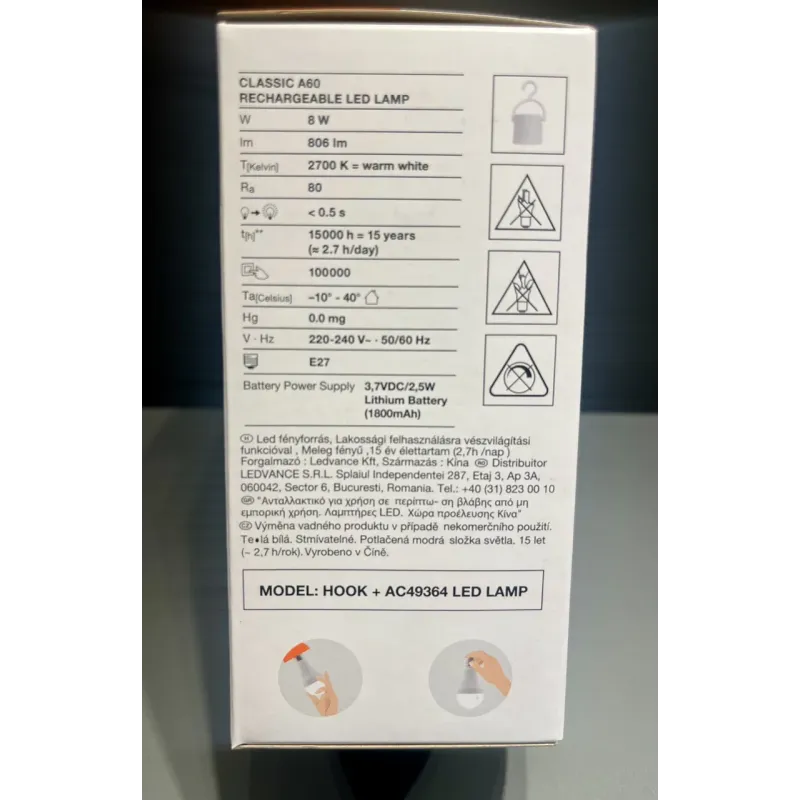 CLASSIC A60
RECHARGEABLE LED LAMP
W 8 W
lm 806 lm
T[Kelvin] 2700 K = warm white
Ra 80
< 0.5 s
t[h]** 15000 h = 15 years
(≈ 2.7 h/day)
100000
Ta[Celsius] –10° - 40°
Hg 0.0 mg
V · Hz 220-240 V~ · 50/60 Hz
E27
Battery Power Supply 3,7VDC/2,5W
Lithium Battery
(1800mAh)
Ⓗ Led fényforrás, Lakossági felhasználásra vészvilágítási
funkcióval , Meleg fényű ,15 év élettartam (2,7h /nap )
Forgalmazó : Ledvance Kft, Származás : Kína Distribuitor
LEDVANCE S.R.L. Splaiul Independentei 287, Etaj 3, Ap 3A,
060042, Sector 6, Bucuresti, Romania. Tel.: +40 (31) 823 00 10
GR "Ανταλλακτικό για χρήση σε περίπτω- ση βλάβης από μη
εμπορική χρήση. Λαμπτήρες LED. Χώρα προέλευσης Κίνα"
CZ Výměna vadného produktu v případě nekomerčního použití.
Te●lá bílá. Stmívatelné. Potlačená modrá složka světla. 15 let
(~ 2,7 h/rok). Vyrobeno v Číně.
MODEL: HOOK + AC49364 LED LAMP